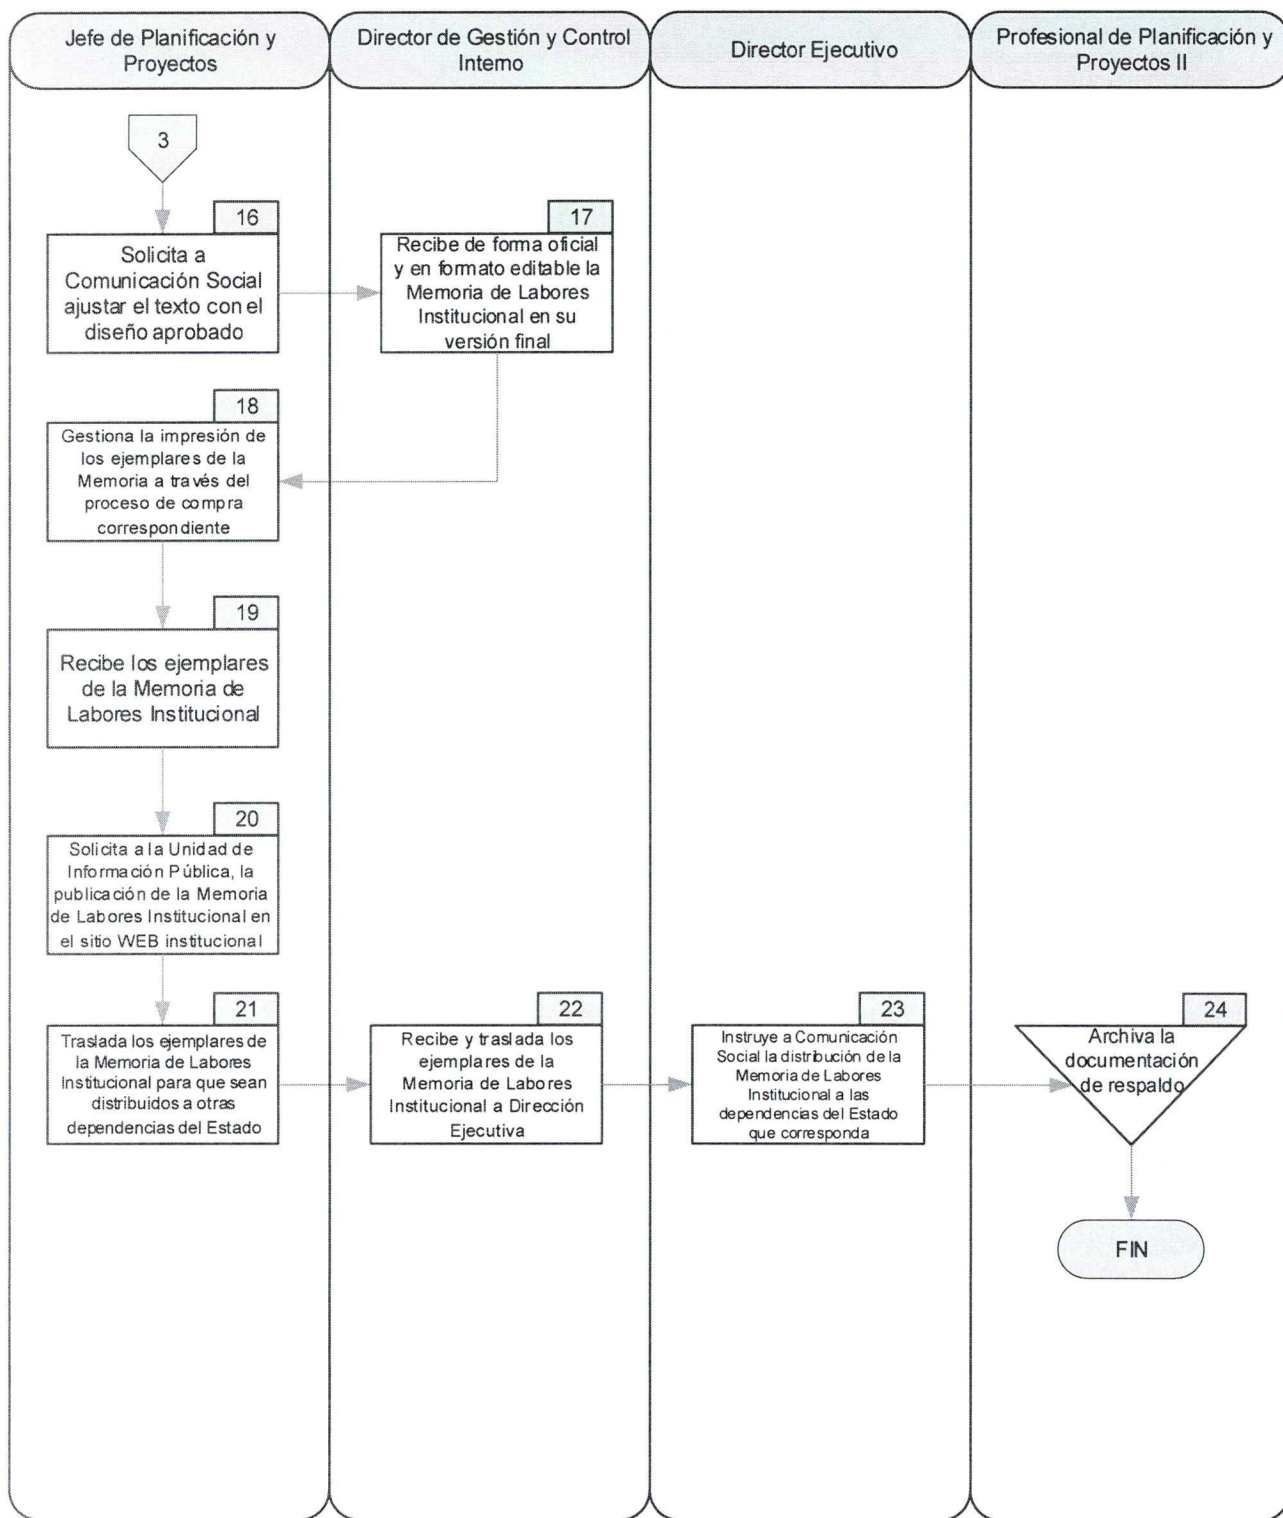 Jefe de Planificación y
Proyectos
Director de Gestión y Control
Interno
Director Ejecutivo
Profesional de Planificación y
Proyectos II
3
16
Solicita a
Comunicación Social
ajustar el texto con el
diseño aprobado
17
Recibe de forma oficial
y en formato editable la
Memoria de Labores
Institucional en su
versión final
18
Gestiona la impresión de
los ejemplares de la
Memoria a través del
proceso de compra
correspondiente
19
Recibe los ejemplares
de la Memoria de
Labores Institucional
20
Solicita a la Unidad de
Información Pública, la
publicación de la Memoria
de Labores Institucional en
el sitio WEB institucional
21
Traslada los ejemplares de
la Memoria de Labores
Institucional para que sean
distribuidos a otras
dependencias del Estado
22
Recibe y traslada los
ejemplares de la
Memoria de Labores
Institucional a Dirección
Ejecutiva
23
Instruye a Comunicación
Social la distribución de la
Memoria de Labores
Institucional a las
dependencias del Estado
que corresponda
24
Archiva la
documentación
de respaldo
FIN